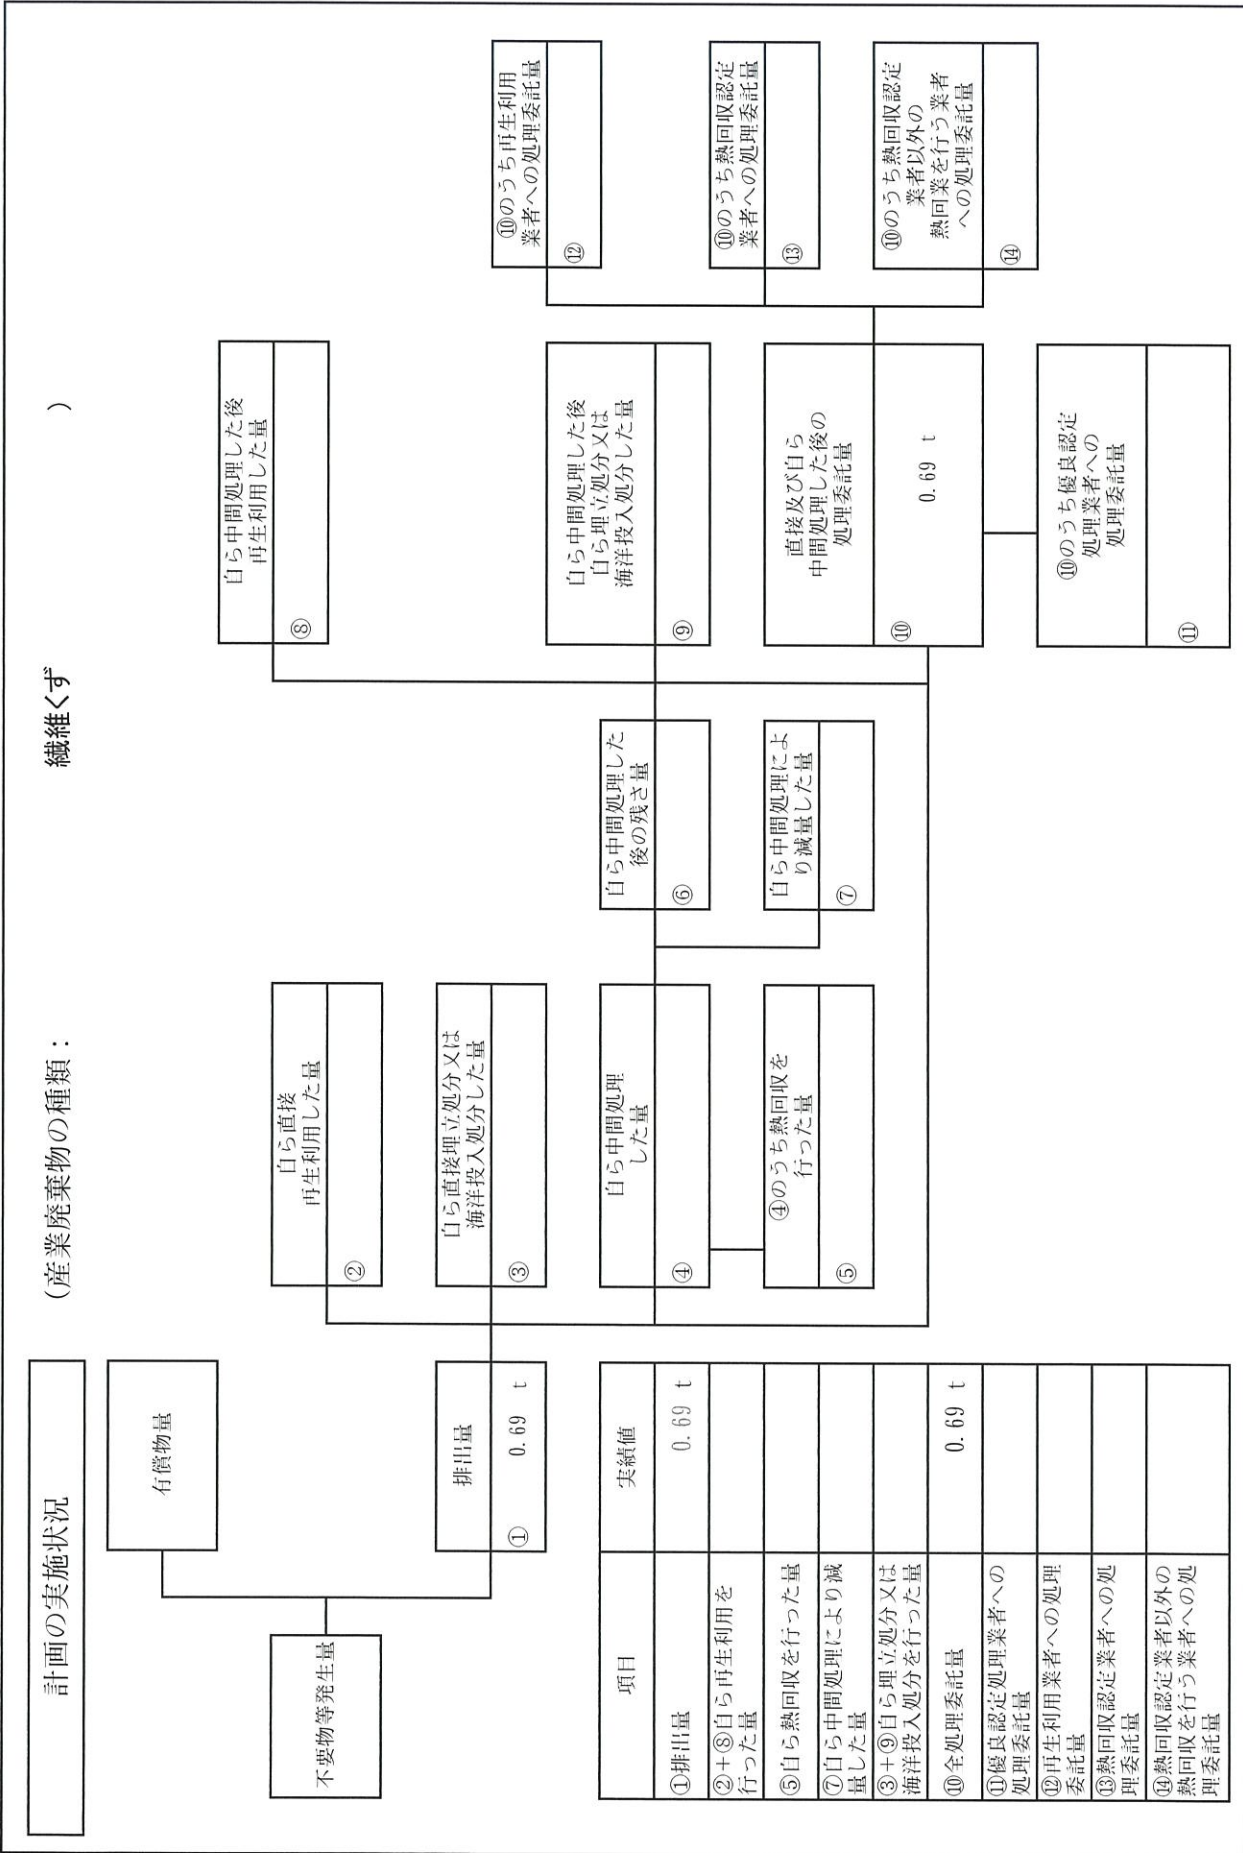 計画の実施状況
(産業廃棄物の種類：
繊維くず
)
有償物量
不要物等発生量
排出量
① 0.69 t
自ら直接
再生利用した量
②
自ら直接埋立処分又は
海洋投入処分した量
③
自ら中間処理
した量
④
④のうち熱回収を
行った量
⑤
自ら中間処理した
後の残さ量
⑥
自ら中間処理によ
り減量した量
⑦
自ら中間処理した後
再生利用した量
⑧
自ら中間処理した後
自ら埋立処分又は
海洋投入処分した量
⑨
直接及び自ら
中間処理した後の
処理委託量
0.69 t
⑩
⑩のうち優良認定
処理業者への
処理委託量
⑪
⑩のうち再生利用
業者への処理委託量
⑫
⑩のうち熱回収認定
業者への処理委託量
⑬
⑩のうち熱回収認定
業者以外の
熱回業を行う業者
への処理委託量
⑭
項目 実績値
①排出量 0.69 t
②+⑧自ら再生利用を
行った量
⑤自ら熱回収を行った量
⑦自ら中間処理により減
量した量
③+⑨自ら埋立処分又は
海洋投入処分を行った量
⑩全処理委託量 0.69 t
⑪優良認定処理業者への
処理委託量
⑫再生利用業者への処理
委託量
⑬熱回収認定業者への処
理委託量
⑭熱回収認定業者以外の
熱回収を行う業者への処
理委託量